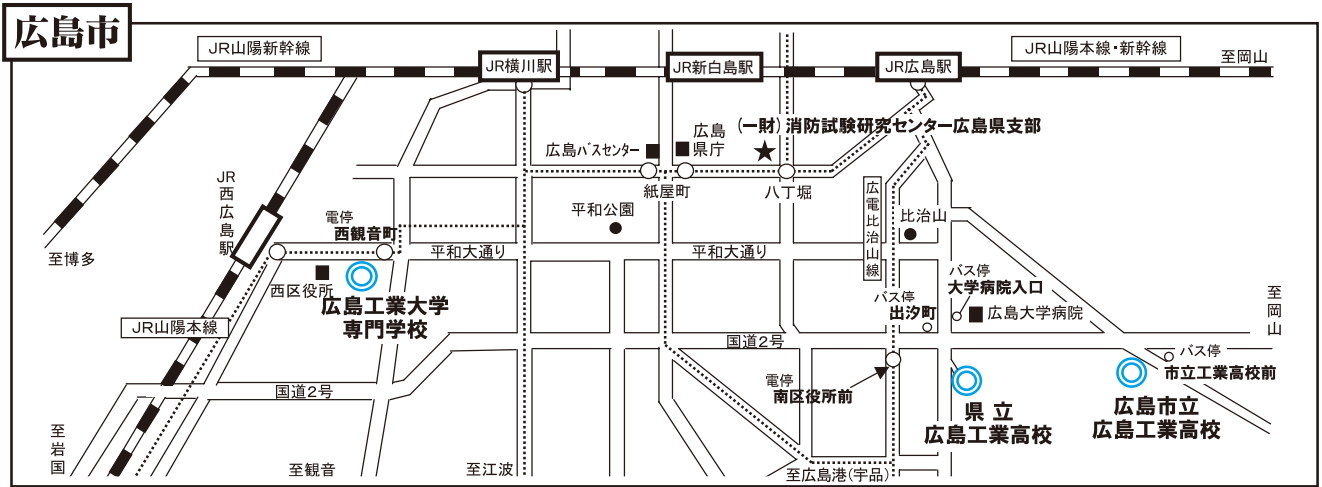 広島市
JR山陽新幹線
JR横川駅
JR新白島駅
JR広島駅
JR山陽本線・新幹線
至岡山
(一財)消防試験研究センター広島県支部
広島バスセンター
広島
県庁
紙屋町
八丁堀
JR西広島駅
電停
西観音町
平和公園
広電比治山線
比治山
至博多
平和大通り
平和大通り
西区役所
広島工業大学
専門学校
バス停
大学病院入口
バス停
出汐町
広島大学病院
至岡山
JR山陽本線
国道2号
バス停
市立工業高校前
国道2号
電停
南区役所前
県立
広島工業高校
広島市立
広島工業高校
至岩国
至観音
至江波
至広島港(宇品)